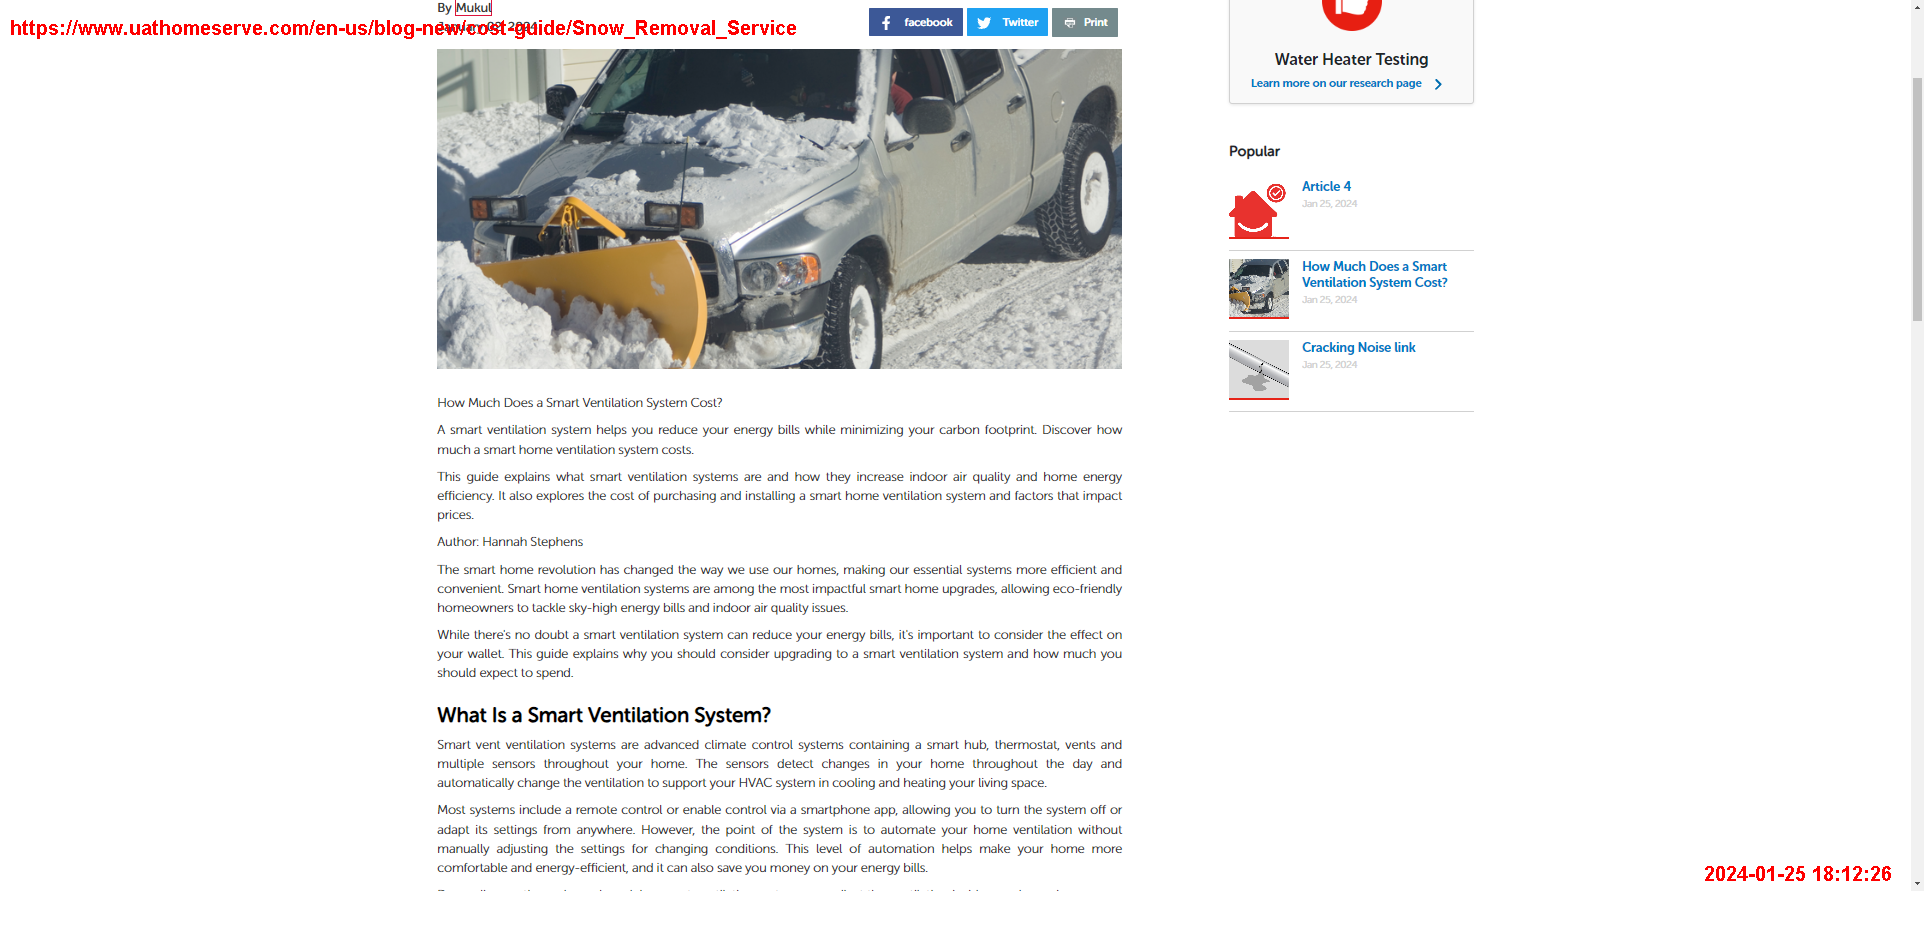 By Mukul
https://www.uathomeserve.com/en-us/blog-new/cost-guide/Snow_Removal_Service
facebook
Twitter
Print
How Much Does a Smart Ventilation System Cost?
A smart ventilation system helps you reduce your energy bills while minimizing your carbon footprint. Discover how
much a smart home ventilation system costs.
This guide explains what smart ventilation systems are and how they increase indoor air quality and home energy
efficiency. It also explores the cost of purchasing and installing a smart home ventilation system and factors that impact
prices.
Author: Hannah Stephens
The smart home revolution has changed the way we use our homes, making our essential systems more efficient and
convenient. Smart home ventilation systems are among the most impactful smart home upgrades, allowing eco-friendly
homeowners to tackle sky-high energy bills and indoor air quality issues.
While there's no doubt a smart ventilation system can reduce your energy bills, it's important to consider the effect on
your wallet. This guide explains why you should consider upgrading to a smart ventilation system and how much you
should expect to spend.
What Is a Smart Ventilation System?
Smart vent ventilation systems are advanced climate control systems containing a smart hub, thermostat, vents and
multiple sensors throughout your home. The sensors detect changes in your home throughout the day and
automatically change the ventilation to support your HVAC system in cooling and heating your living space.
Most systems include a remote control or enable control via a smartphone app, allowing you to turn the system off or
adapt its settings from anywhere. However, the point of the system is to automate your home ventilation without
manually adjusting the settings for changing conditions. This level of automation helps make your home more
comfortable and energy-efficient, and it can also save you money on your energy bills.
Water Heater Testing
Learn more on our research page
Popular
Article 4
Jan 25, 2024
How Much Does a Smart
Ventilation System Cost?
Jan 25, 2024
Cracking Noise link
Jan 25, 2024
2024-01-25 18:12:26